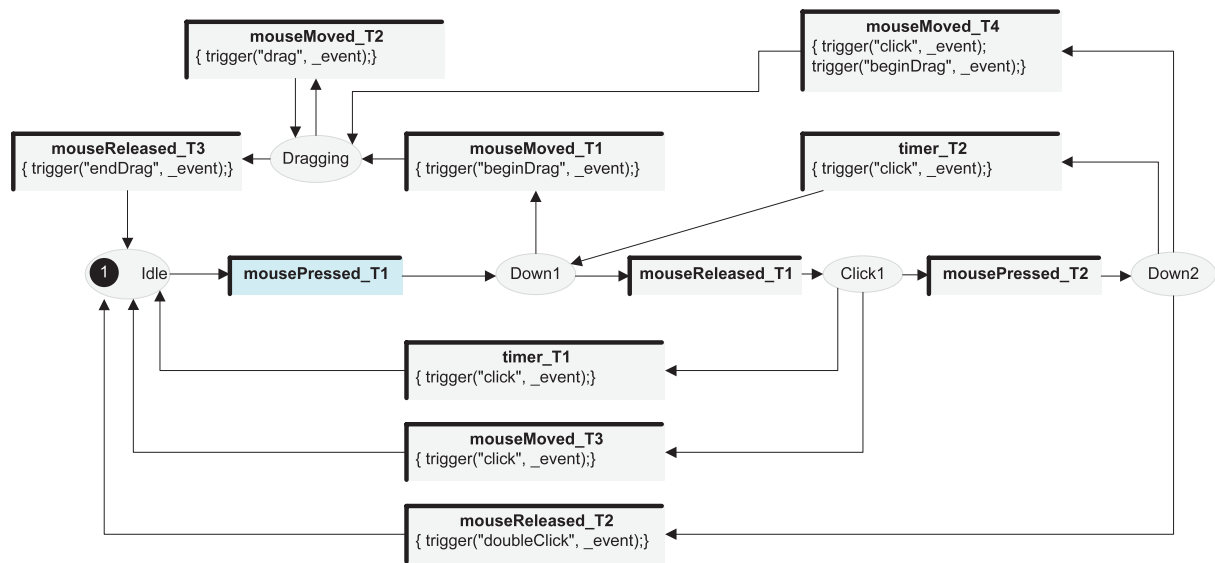 mouseMoved_T2
{ trigger("drag", _event);}
mouseMoved_T4
{ trigger("click", _event);
trigger("beginDrag", _event);}
mouseReleased_T3
{ trigger("endDrag", _event);}
Dragging
mouseMoved_T1
{ trigger("beginDrag", _event);}
timer_T2
{ trigger("click", _event);}
1
Idle
mousePressed_T1
Down1
mouseReleased_T1
Click1
mousePressed_T2
Down2
timer_T1
{ trigger("click", _event);}
mouseMoved_T3
{ trigger("click", _event);}
mouseReleased_T2
{ trigger("doubleClick", _event);}